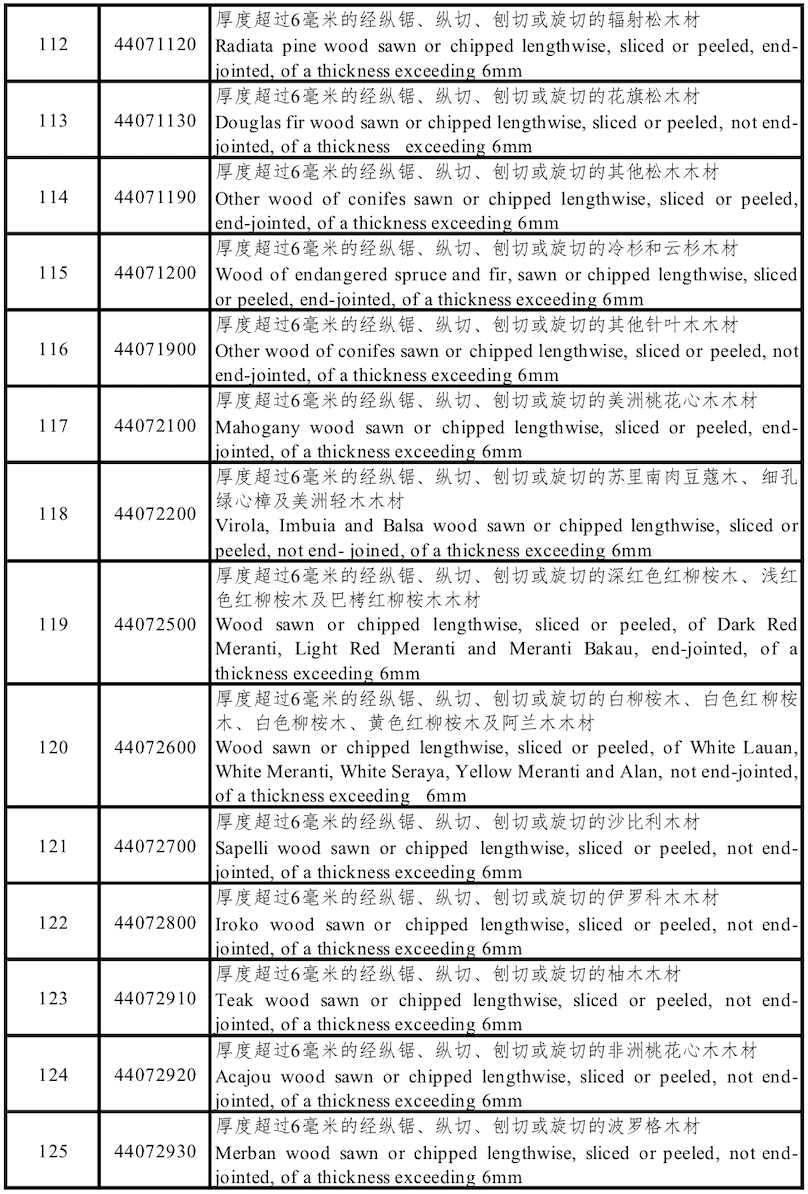 厚度超过6毫米的经纵锯、纵切、刨切或旋切的辐射松木材
112 44071120 Radiata pine wood sawn or chipped lengthwise, sliced or peeled, end-
jointed, of a thickness exceeding 6mm
厚度超过6毫米的经纵锯、纵切、刨切或旋切的花旗松木材
113 44071130 Douglas fir wood sawn or chipped lengthwise, sliced or peeled, not end-
jointed, of a thickness exceeding 6mm
厚度超过6毫米的经纵锯、纵切、刨切或旋切的其他松木木材
114 44071190 Other wood of conifes sawn or chipped lengthwise, sliced or peeled,
end-jointed, of a thickness exceeding 6mm
厚度超过6毫米的经纵锯、纵切、刨切或旋切的冷杉和云杉木材
115 44071200 Wood of endangered spruce and fir, sawn or chipped lengthwise, sliced
or peeled, end-jointed, of a thickness exceeding 6mm
厚度超过6毫米的经纵锯、纵切、刨切或旋切的其他针叶木木材
116 44071900 Other wood of conifes sawn or chipped lengthwise, sliced or peeled, not
end-jointed, of a thickness exceeding 6mm
厚度超过6毫米的经纵锯、纵切、刨切或旋切的美洲桃花心木木材
117 44072100 Mahogany wood sawn or chipped lengthwise, sliced or peeled, end-
jointed, of a thickness exceeding 6mm
厚度超过6毫米的经纵锯、纵切、刨切或旋切的苏里南肉豆蔻木、细孔
118 44072200 绿心樟及美洲轻木木材
Virola, Imbuia and Balsa wood sawn or chipped lengthwise, sliced or
peeled, not end- joined, of a thickness exceeding 6mm
厚度超过6毫米的经纵锯、纵切、刨切或旋切的深红色红柳桉木、浅红
色红柳桉木及巴栲红柳桉木木材
119 44072500 Wood sawn or chipped lengthwise, sliced or peeled, of Dark Red
Meranti, Light Red Meranti and Meranti Bakau, end-jointed, of a
thickness exceeding 6mm
厚度超过6毫米的经纵锯、纵切、刨切或旋切的白柳桉木、白色红柳桉
木、白色柳桉木、黄色红柳桉木及阿兰木木材
120 44072600 Wood sawn or chipped lengthwise, sliced or peeled, of White Lauan,
White Meranti, White Seraya, Yellow Meranti and Alan, not end-jointed,
of a thickness exceeding 6mm
厚度超过6毫米的经纵锯、纵切、刨切或旋切的沙比利木材
121 44072700 Sapelli wood sawn or chipped lengthwise, sliced or peeled, not end-
jointed, of a thickness exceeding 6mm
厚度超过6毫米的经纵锯、纵切、刨切或旋切的伊罗科木木材
122 44072800 Iroko wood sawn or chipped lengthwise, sliced or peeled, not end-
jointed, of a thickness exceeding 6mm
厚度超过6毫米的经纵锯、纵切、刨切或旋切的柚木木材
123 44072910 Teak wood sawn or chipped lengthwise, sliced or peeled, not end-
jointed, of a thickness exceeding 6mm
厚度超过6毫米的经纵锯、纵切、刨切或旋切的非洲桃花心木木材
124 44072920 Acajou wood sawn or chipped lengthwise, sliced or peeled, not end-
jointed, of a thickness exceeding 6mm
厚度超过6毫米的经纵锯、纵切、刨切或旋切的波罗格木材
125 44072930 Merban wood sawn or chipped lengthwise, sliced or peeled, not end-
jointed, of a thickness exceeding 6mm